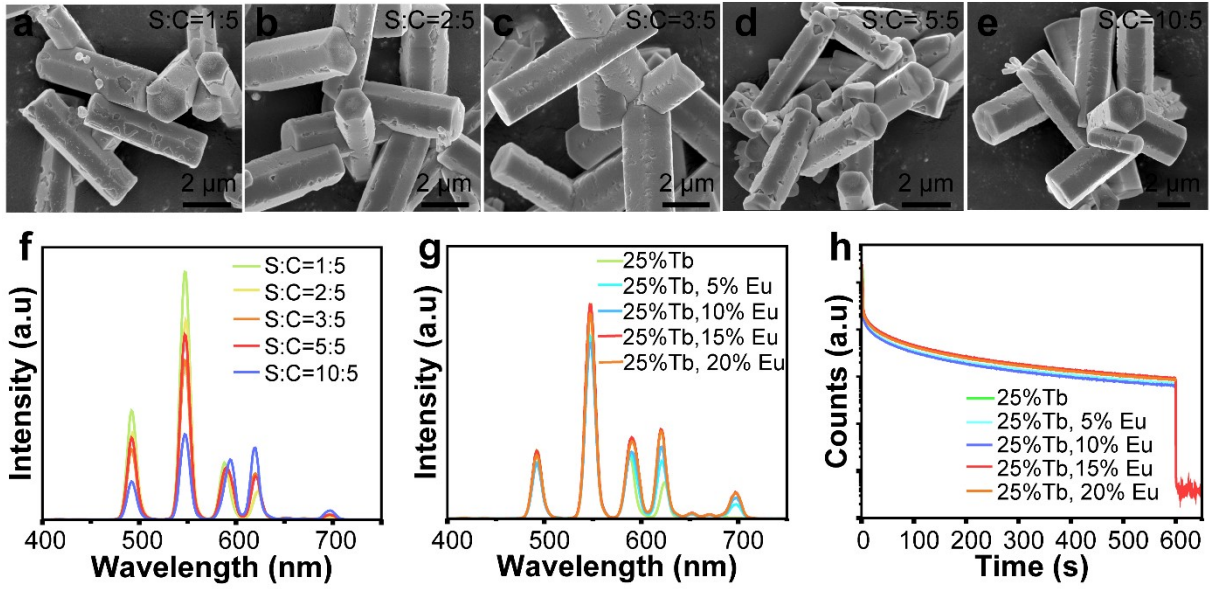 a S:C=1:5
2 μm
b S:C=2:5
2 μm
c S:C=3:5
2 μm
d S:C=5:5
2 μm
e S:C=10:5
2 μm
f
S:C=1:5
S:C=2:5
S:C=3:5
S:C=5:5
S:C=10:5
Intensity (a.u)
400 500 600 700
Wavelength (nm)
g
25%Tb
25%Tb, 5% Eu
25%Tb,10% Eu
25%Tb,15% Eu
25%Tb, 20% Eu
Intensity (a.u)
400 500 600 700
Wavelength (nm)
h
25%Tb
25%Tb, 5% Eu
25%Tb,10% Eu
25%Tb,15% Eu
25%Tb, 20% Eu
Counts (a.u)
0 100 200 300 400 500 600
Time (s)